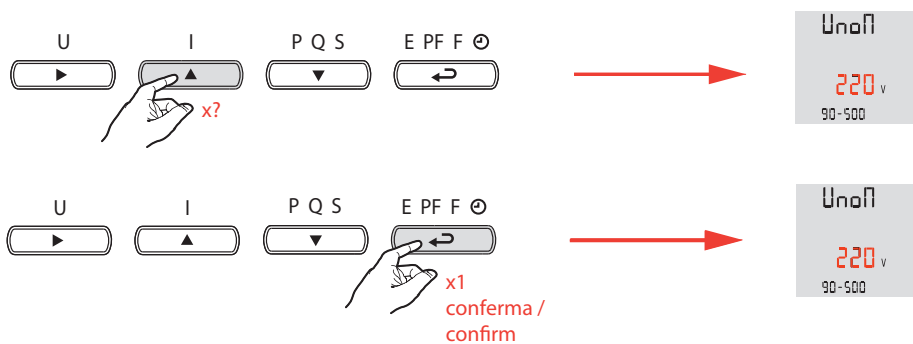 U I P Q S E PF F
x?
UnoM
220 v
90-500
U I P Q S E PF F
x1
conferma /
confirm
UnoM
220 v
90-500